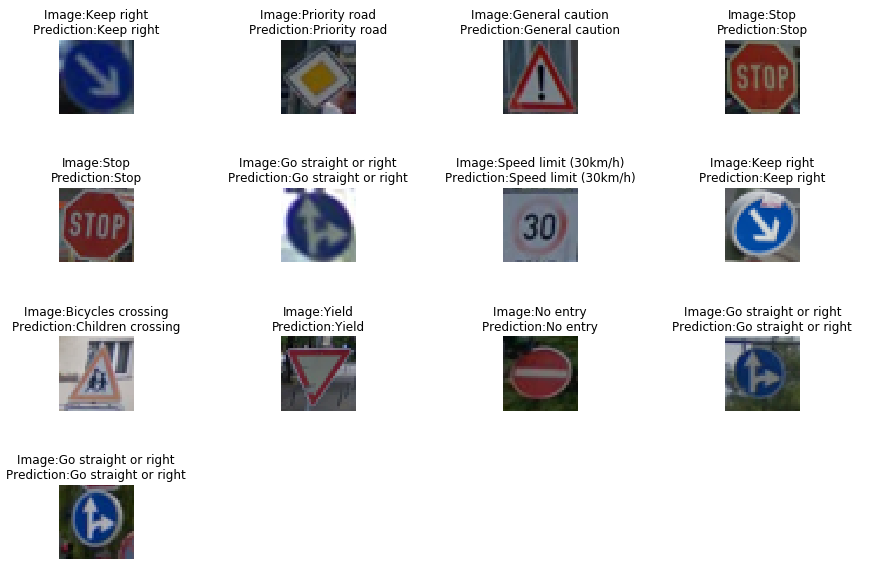 Image:Keep right
Prediction:Keep right
Image:Priority road
Prediction:Priority road
Image:General caution
Prediction:General caution
Image:Stop
Prediction:Stop
STOP
Image:Stop
Prediction:Stop
STOP
Image:Go straight or right
Prediction:Go straight or right
Image:Speed limit (30km/h)
Prediction:Speed limit (30km/h)
30
Image:Keep right
Prediction:Keep right
Image:Bicycles crossing
Prediction:Children crossing
Image:Yield
Prediction:Yield
Image:No entry
Prediction:No entry
Image:Go straight or right
Prediction:Go straight or right
Image:Go straight or right
Prediction:Go straight or right